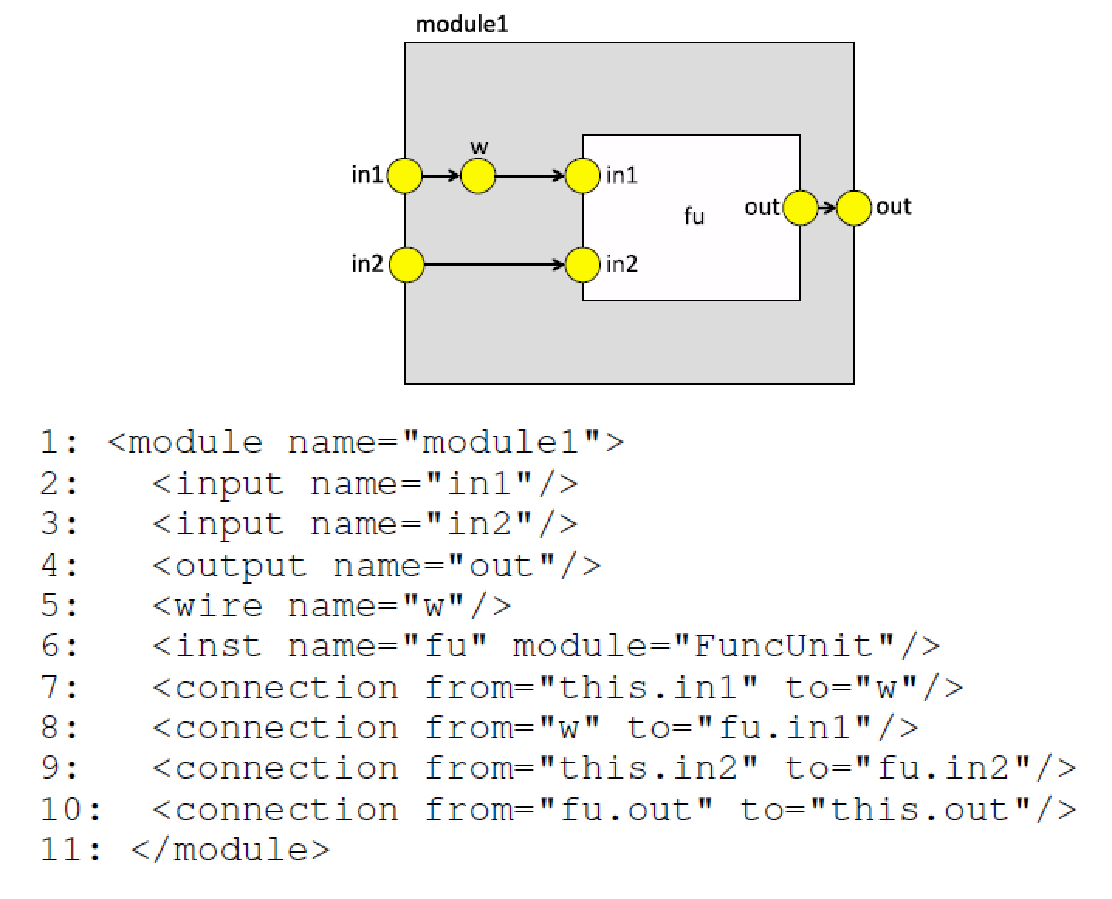 module1
w
in1
in1
fu
out
out
in2
in2
1: <module name="module1">
2: <input name="in1"/>
3: <input name="in2"/>
4: <output name="out"/>
5: <wire name="w"/>
6: <inst name="fu" module="FuncUnit"/>
7: <connection from="this.in1" to="w"/>
8: <connection from="w" to="fu.in1"/>
9: <connection from="this.in2" to="fu.in2"/>
10: <connection from="fu.out" to="this.out"/>
11: </module>